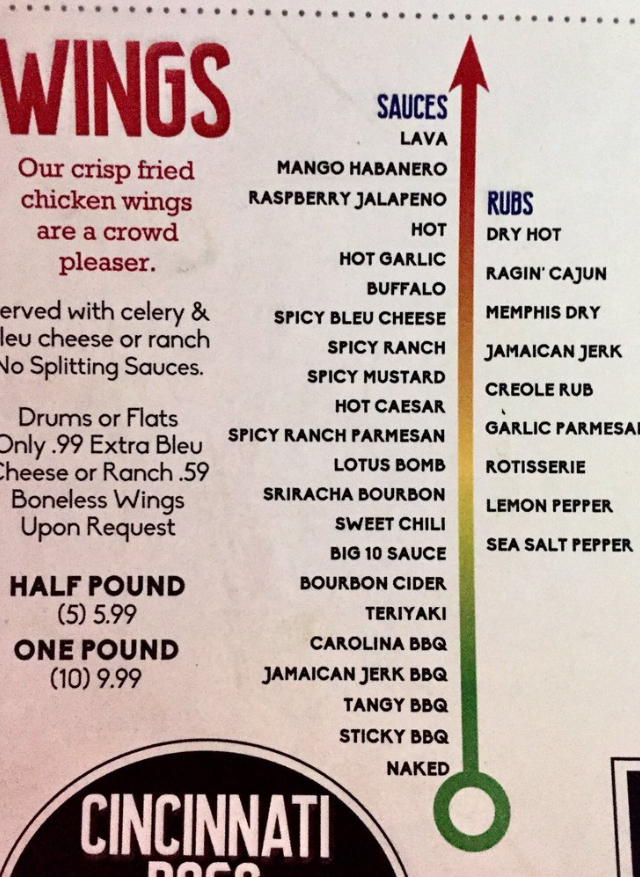 WINGS
Our crisp fried
chicken wings
are a crowd
pleaser.
erved with celery &
leu cheese or ranch
No Splitting Sauces.
Drums or Flats
Only .99 Extra Bleu
Cheese or Ranch .59
Boneless Wings
Upon Request
HALF POUND
(5) 5.99
ONE POUND
(10) 9.99
SAUCES
LAVA
MANGO HABANERO
RASPBERRY JALAPENO
HOT
HOT GARLIC
BUFFALO
SPICY BLEU CHEESE
SPICY RANCH
SPICY MUSTARD
HOT CAESAR
SPICY RANCH PARMESAN
LOTUS BOMB
SRIRACHA BOURBON
SWEET CHILI
BIG 10 SAUCE
BOURBON CIDER
TERIYAKI
CAROLINA BBQ
JAMAICAN JERK BBQ
TANGY BBQ
STICKY BBQ
NAKED
RUBS
DRY HOT
RAGIN' CAJUN
MEMPHIS DRY
JAMAICAN JERK
CREOLE RUB
GARLIC PARMESAN
ROTISSERIE
LEMON PEPPER
SEA SALT PEPPER
CINCINNATI
DOGS